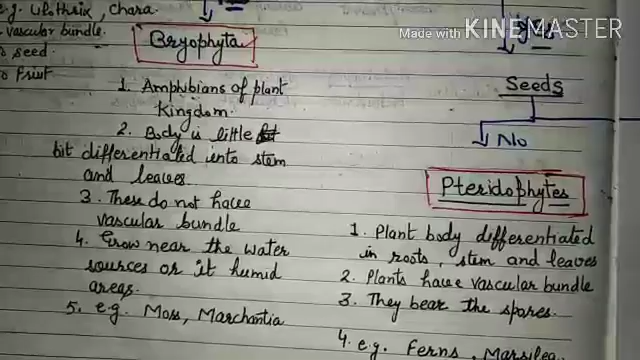 e.g. Ulothrix, Chara
vascular bundle.
seed
Fruit
Bryophyta
1. Amphibians of plant
Kingdom.
2. Body is little
bit differentiated into stem
and leaves
3. These do not have
vascular bundle
4. Grow near the water
sources or it humid
areas.
5. e.g. Moss, Marchantia
Made with KINEMASTER
Seeds
No
Pteridophytes
1. Plant body differentiated
in roots, stem and leaves
2. Plants have vascular bundle
3. They bear the spores.
4. e.g. Ferns, Marsilea